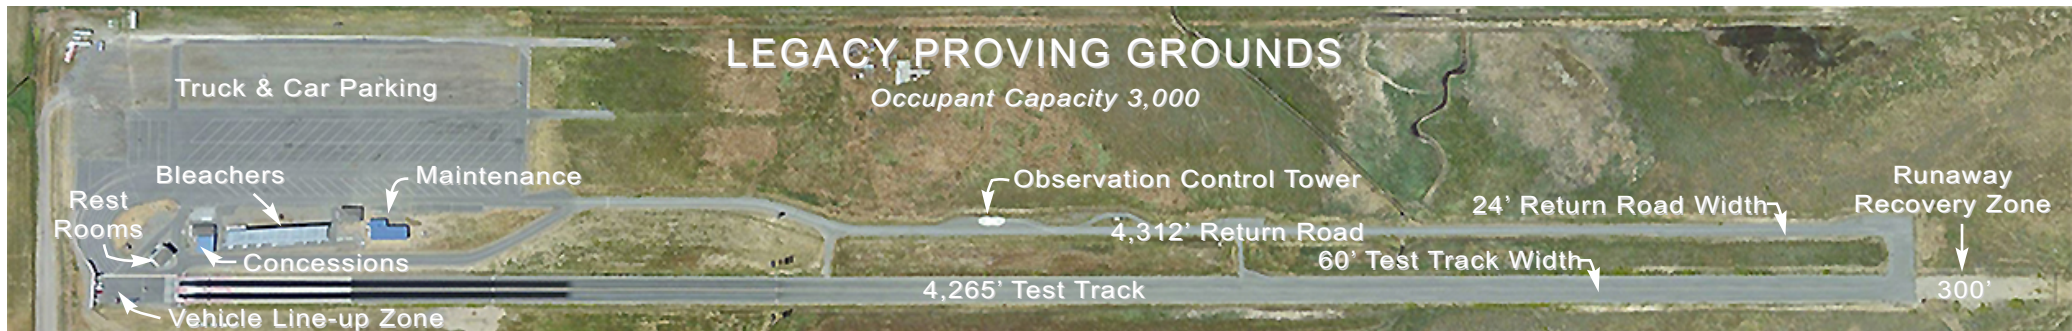 LEGACY PROVING GROUNDS
Occupant Capacity 3,000
Truck & Car Parking
Bleachers
Maintenance
Rest
Rooms
Concessions
Vehicle Line-up Zone
Observation Control Tower
4,312’ Return Road
4,265’ Test Track
24’ Return Road Width
60’ Test Track Width
Runaway
Recovery Zone
300’